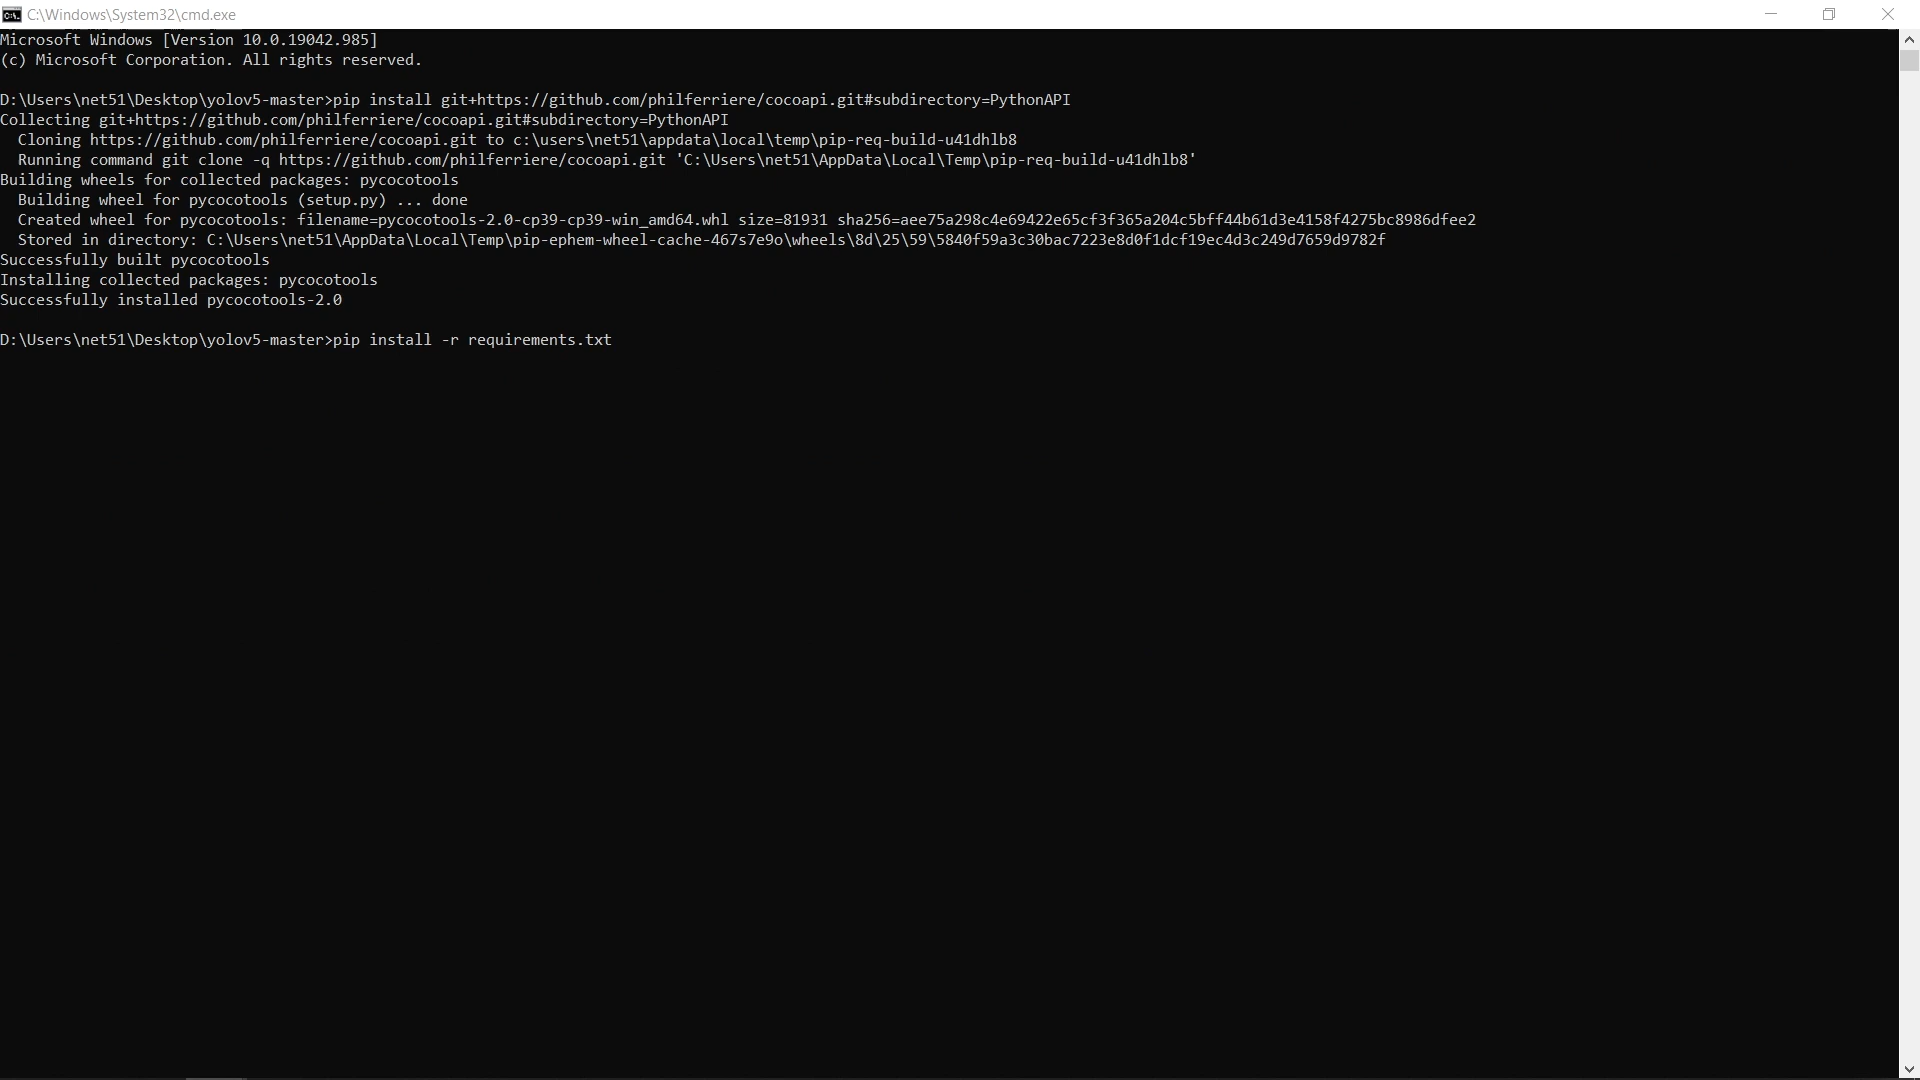 C:\Windows\System32\cmd.exe
Microsoft Windows [Version 10.0.19042.985]
(c) Microsoft Corporation. All rights reserved.
D:\Users\net51\Desktop\yolov5-master>pip install git+https://github.com/philferriere/cocoapi.git#subdirectory=PythonAPI
Collecting git+https://github.com/philferriere/cocoapi.git#subdirectory=PythonAPI
  Cloning https://github.com/philferriere/cocoapi.git to c:\users\net51\appdata\local\temp\pip-req-build-u41dhlb8
  Running command git clone -q https://github.com/philferriere/cocoapi.git 'C:\Users\net51\AppData\Local\Temp\pip-req-build-u41dhlb8'
Building wheels for collected packages: pycocotools
  Building wheel for pycocotools (setup.py) ... done
  Created wheel for pycocotools: filename=pycocotools-2.0-cp39-cp39-win_amd64.whl size=81931 sha256=aee75a298c4e69422e65cf3f365a204c5bff44b61d3e4158f4275bc8986dfee2
  Stored in directory: C:\Users\net51\AppData\Local\Temp\pip-ephem-wheel-cache-467s7e9o\wheels\8d\25\59\5840f59a3c30bac7223e8d0f1dcf19ec4d3c249d7659d9782f
Successfully built pycocotools
Installing collected packages: pycocotools
Successfully installed pycocotools-2.0
D:\Users\net51\Desktop\yolov5-master>pip install -r requirements.txt